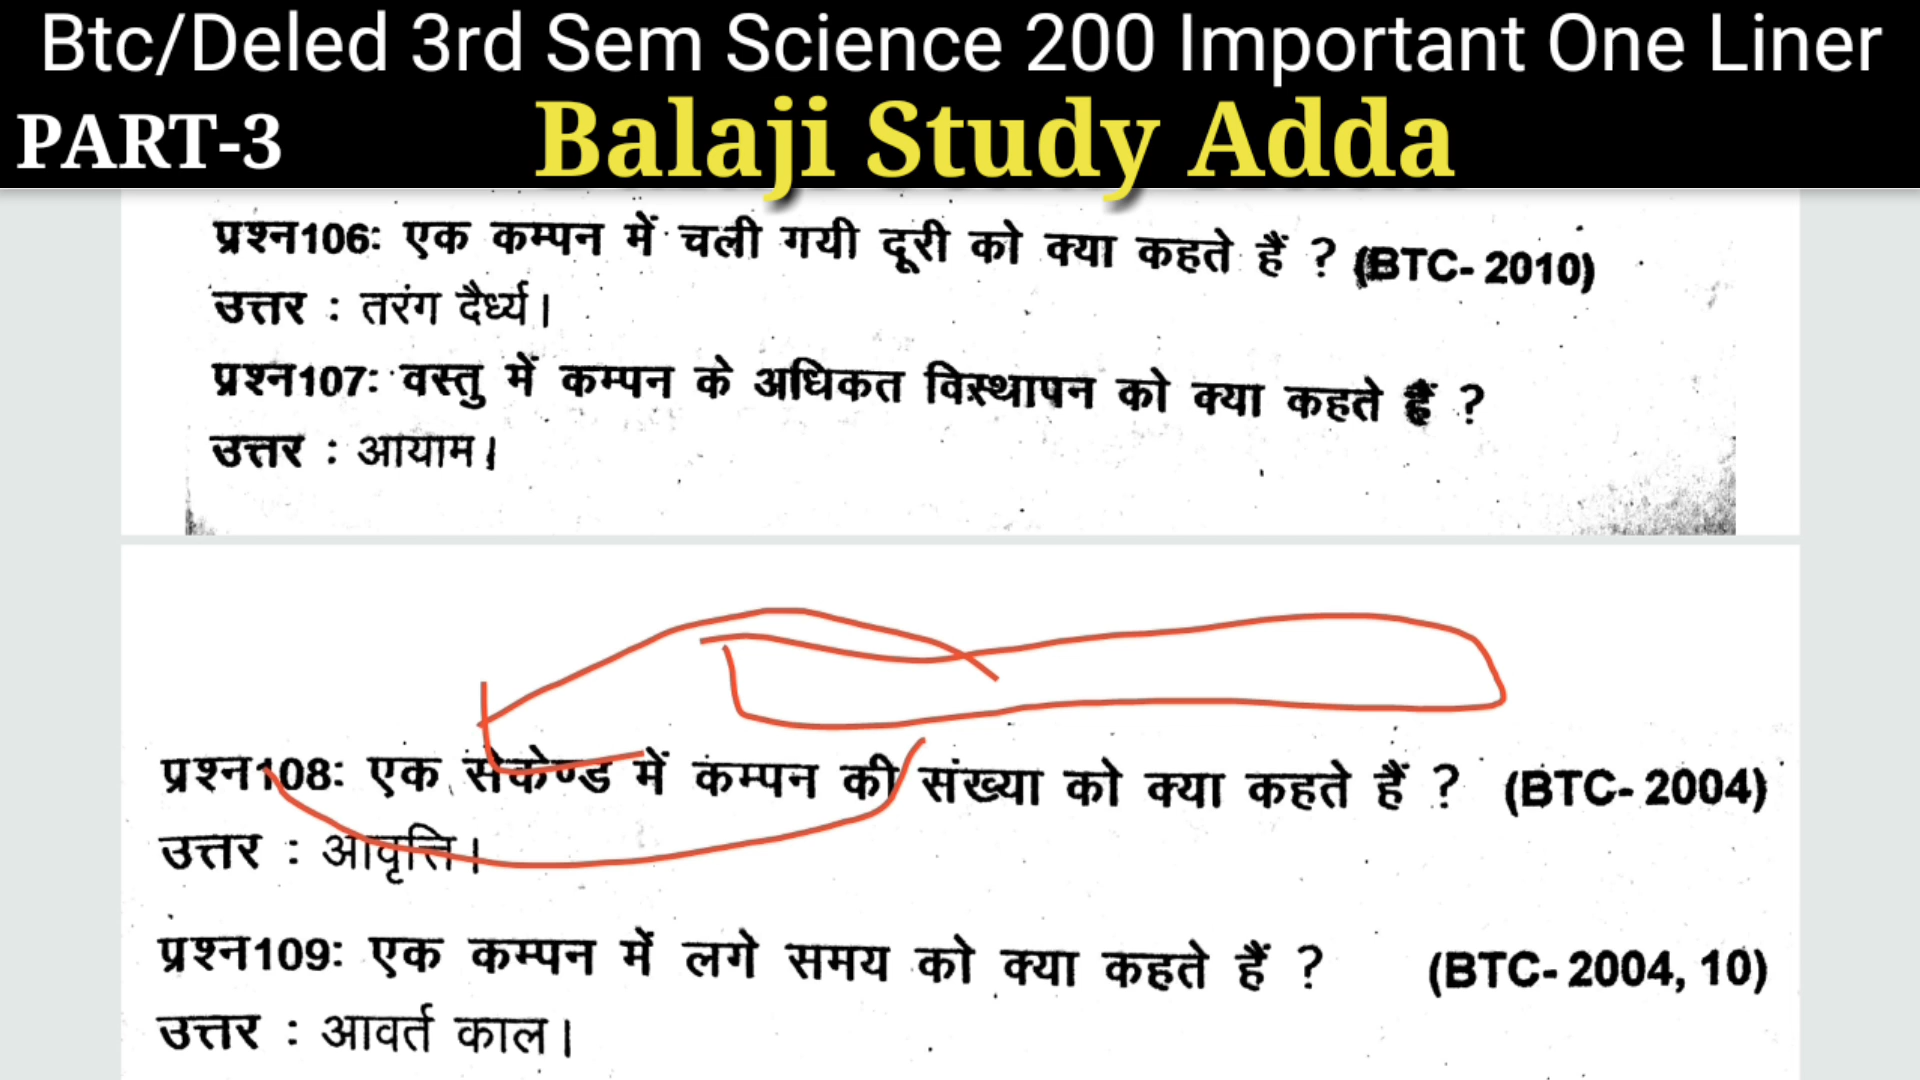 Btc/Deled 3rd Sem Science 200 Important One Liner
PART-3 Balaji Study Adda
प्रश्न106: एक कम्पन में चली गयी दूरी को क्या कहते हैं ? (BTC- 2010)
उत्तर : तरंग दैर्ध्य।
प्रश्न107: वस्तु में कम्पन के अधिकत विस्थापन को क्या कहते हैं ?
उत्तर : आयाम।
प्रश्न108: एक सेकेण्ड में कम्पन की संख्या को क्या कहते हैं ? (BTC- 2004)
उत्तर : आवृत्ति।
प्रश्न109: एक कम्पन में लगे समय को क्या कहते हैं ? (BTC- 2004, 10)
उत्तर : आवर्त काल।